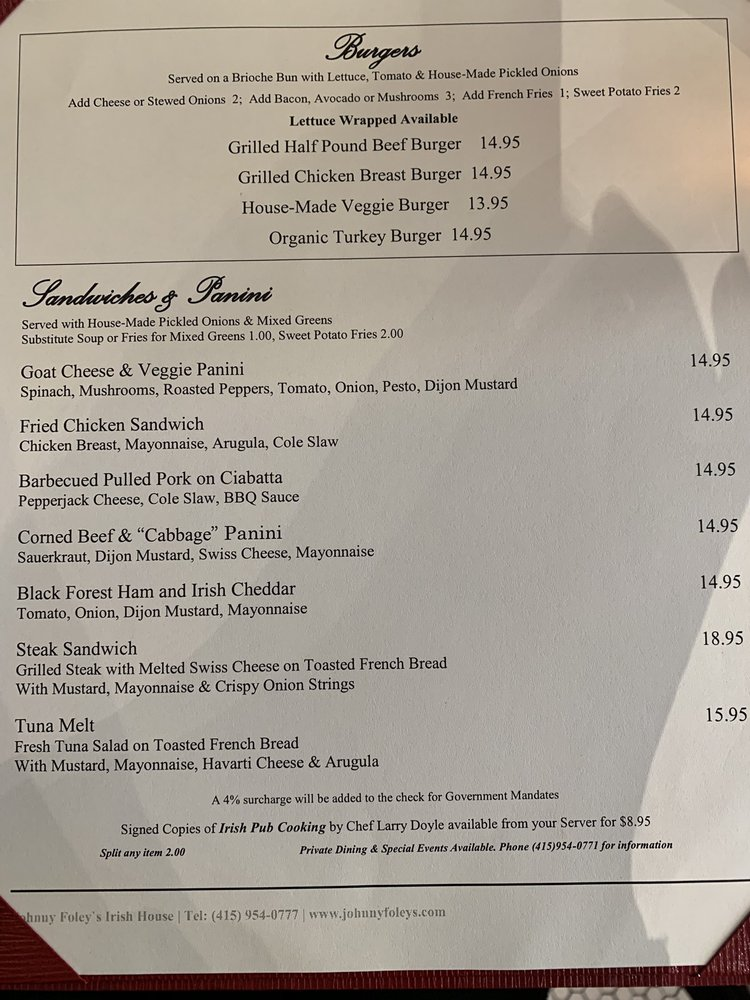 Burgers
Served on a Brioche Bun with Lettuce, Tomato & House-Made Pickled Onions
Add Cheese or Stewed Onions 2; Add Bacon, Avocado or Mushrooms 3; Add French Fries 1; Sweet Potato Fries 2
Lettuce Wrapped Available
Grilled Half Pound Beef Burger 14.95
Grilled Chicken Breast Burger 14.95
House-Made Veggie Burger 13.95
Organic Turkey Burger 14.95
Sandwiches & Panini
Served with House-Made Pickled Onions & Mixed Greens
Substitute Soup or Fries for Mixed Greens 1.00, Sweet Potato Fries 2.00
Goat Cheese & Veggie Panini 14.95
Spinach, Mushrooms, Roasted Peppers, Tomato, Onion, Pesto, Dijon Mustard
Fried Chicken Sandwich 14.95
Chicken Breast, Mayonnaise, Arugula, Cole Slaw
Barbecued Pulled Pork on Ciabatta 14.95
Pepperjack Cheese, Cole Slaw, BBQ Sauce
Corned Beef & “Cabbage” Panini 14.95
Sauerkraut, Dijon Mustard, Swiss Cheese, Mayonnaise
Black Forest Ham and Irish Cheddar 14.95
Tomato, Onion, Dijon Mustard, Mayonnaise
Steak Sandwich 18.95
Grilled Steak with Melted Swiss Cheese on Toasted French Bread
With Mustard, Mayonnaise & Crispy Onion Strings
Tuna Melt 15.95
Fresh Tuna Salad on Toasted French Bread
With Mustard, Mayonnaise, Havarti Cheese & Arugula
A 4% surcharge will be added to the check for Government Mandates
Signed Copies of Irish Pub Cooking by Chef Larry Doyle available from your Server for $8.95
Split any item 2.00 Private Dining & Special Events Available. Phone (415)954-0771 for information
ohnny Foley's Irish House | Tel: (415) 954-0777 | www.johnnyfoleys.com